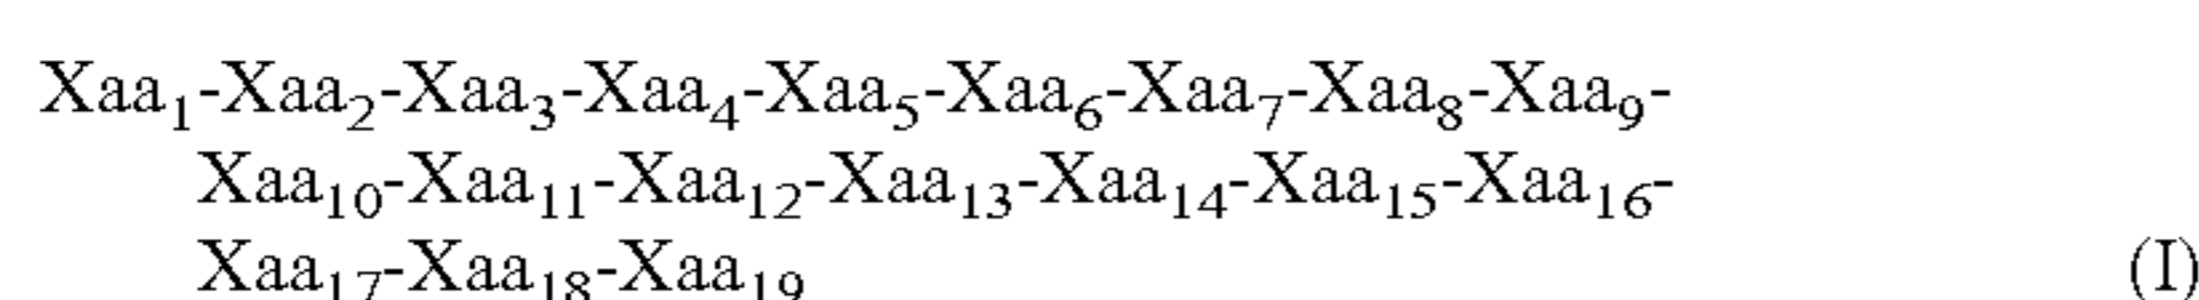 Xaa₁-Xaa₂-Xaa₃-Xaa₄-Xaa₅-Xaa₆-Xaa₇-Xaa₈-Xaa₉-
Xaa₁₀-Xaa₁₁-Xaa₁₂-Xaa₁₃-Xaa₁₄-Xaa₁₅-Xaa₁₆-
Xaa₁₇-Xaa₁₈-Xaa₁₉ (I)